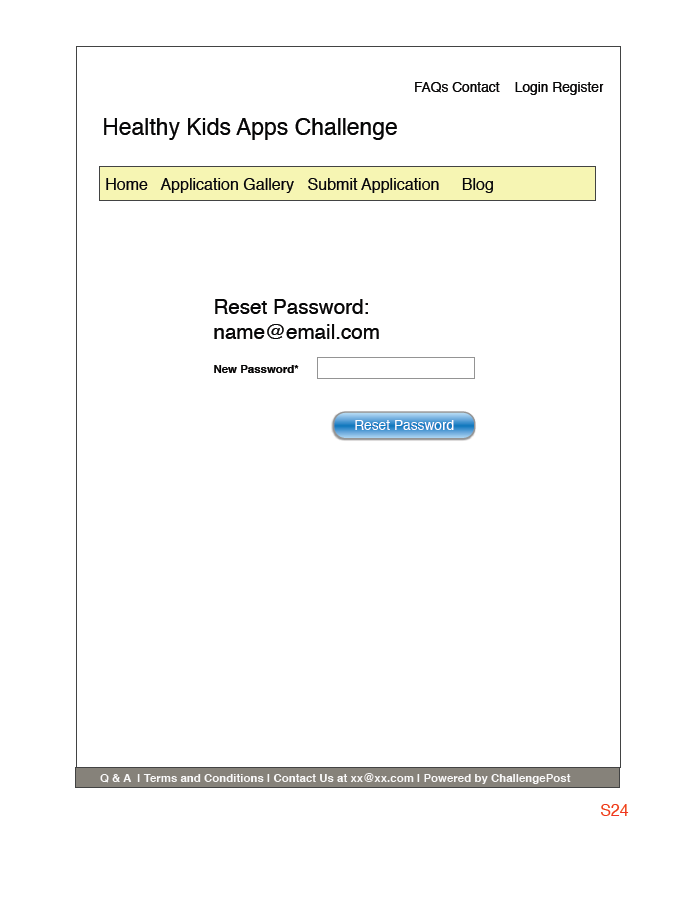 FAQs Contact Login Register
Healthy Kids Apps Challenge
Home Application Gallery Submit Application Blog
Reset Password:
name@email.com
New Password*
Reset Password
Q & A | Terms and Conditions | Contact Us at xx@xx.com | Powered by ChallengePost
S24